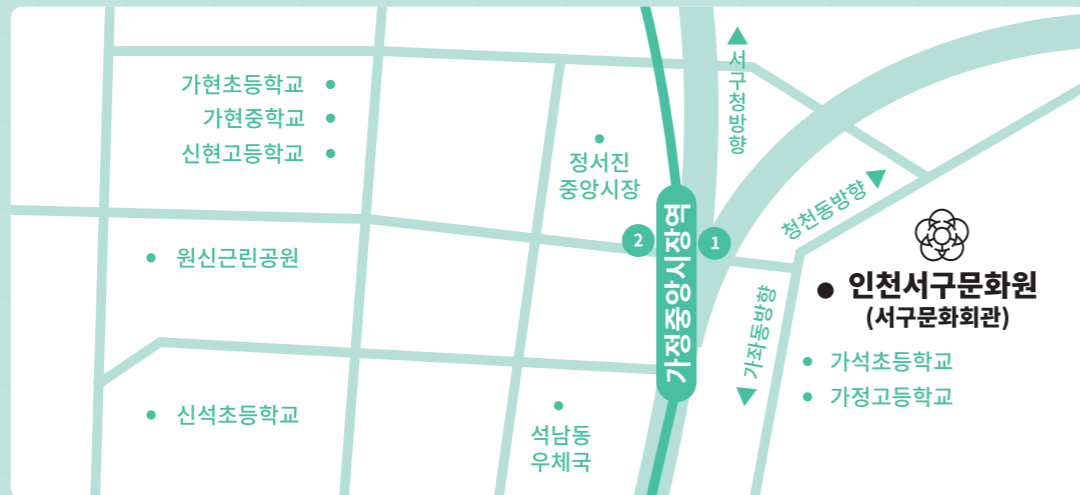 서구청방향
가현초등학교
가현중학교
신현고등학교
정서진
중앙시장
청천동방향
가정중앙시장역
2
1
원신근린공원
인천서구문화원
(서구문화회관)
가좌동방향
가석초등학교
가정고등학교
신석초등학교
석남동
우체국